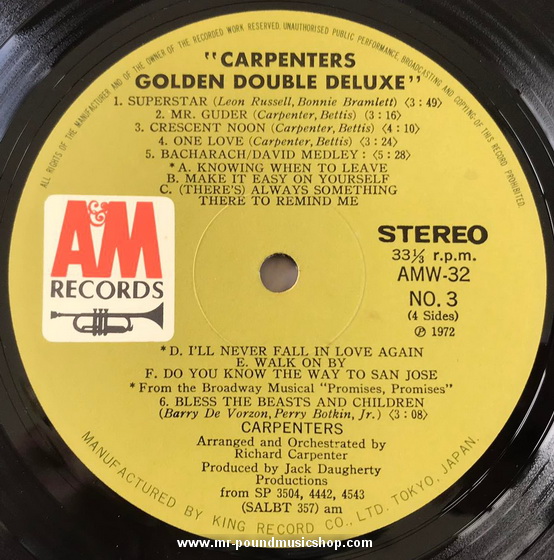 ALL RIGHTS OF THE MANUFACTURER AND OF THE OWNER OF THE RECORDED WORK RESERVED. UNAUTHORISED PUBLIC PERFORMANCE, BROADCASTING AND COPYING OF THIS RECORD PROHIBITED.
"CARPENTERS
GOLDEN DOUBLE DELUXE"
1. SUPERSTAR (Leon Russell, Bonnie Bramlett) 〈3:49〉
2. MR. GUDER (Carpenter, Bettis) 〈3:16〉
3. CRESCENT NOON (Carpenter, Bettis) 〈4:10〉
4. ONE LOVE (Carpenter, Bettis) 〈3:24〉
5. BACHARACH/DAVID MEDLEY: 〈5:28〉
*A. KNOWING WHEN TO LEAVE
B. MAKE IT EASY ON YOURSELF
C. (THERE'S) ALWAYS SOMETHING
THERE TO REMIND ME
A&M
RECORDS
STEREO
33⅓ r.p.m.
AMW-32
NO. 3
(4 Sides)
℗ 1972
*D. I'LL NEVER FALL IN LOVE AGAIN
E. WALK ON BY
F. DO YOU KNOW THE WAY TO SAN JOSE
*From the Broadway Musical "Promises, Promises"
6. BLESS THE BEASTS AND CHILDREN
(Barry De Vorzon, Perry Botkin, Jr.) 〈3:08〉
CARPENTERS
Arranged and Orchestrated by
Richard Carpenter
Produced by Jack Daugherty
Productions
from SP 3504, 4442, 4543
(SALBT 357) am
MANUFACTURED BY KING RECORD CO., LTD. TOKYO, JAPAN.
www.mr-poundmusicshop.com